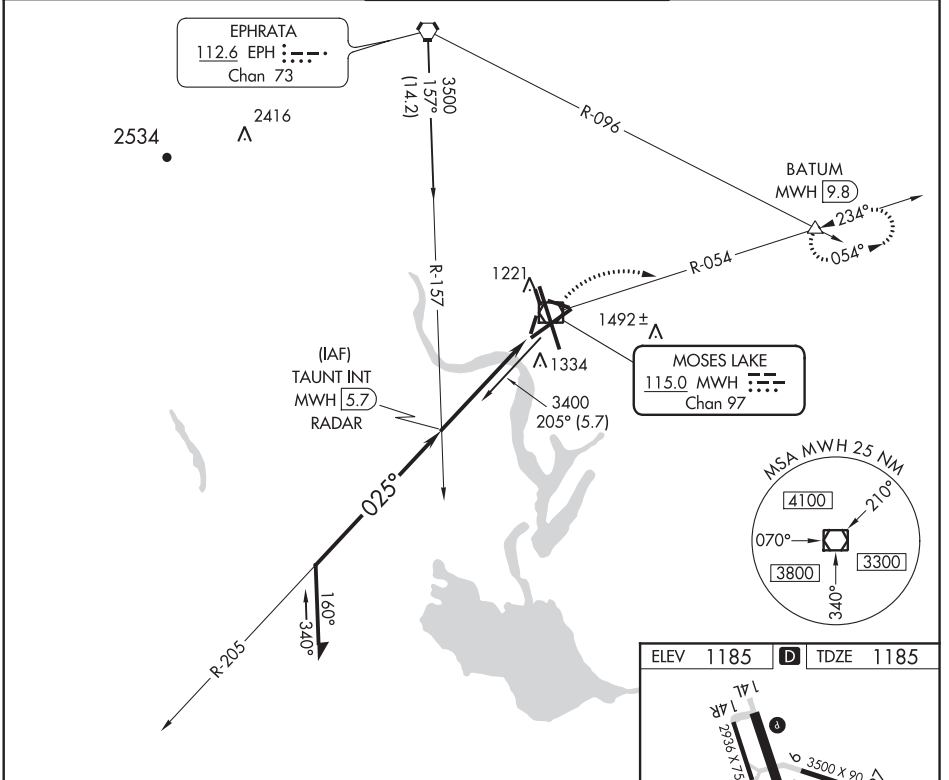 EPHRATA
112.6 EPH
Chan 73
3500
157°
(14.2)
R-096
2416
2534
BATUM
MWH 9.8
234°
054°
R-054
R-157
1221
1492±
(IAF)
TAUNT INT
MWH 5.7
RADAR
1334
MOSES LAKE
115.0 MWH
Chan 97
3400
205° (5.7)
025°
MSA MWH 25 NM
4100
210°
070°
3800
3300
340°
160°
340°
R-205
ELEV 1185 D TDZE 1185
14L
14R
2936 X 75
P
9
3500 X 90